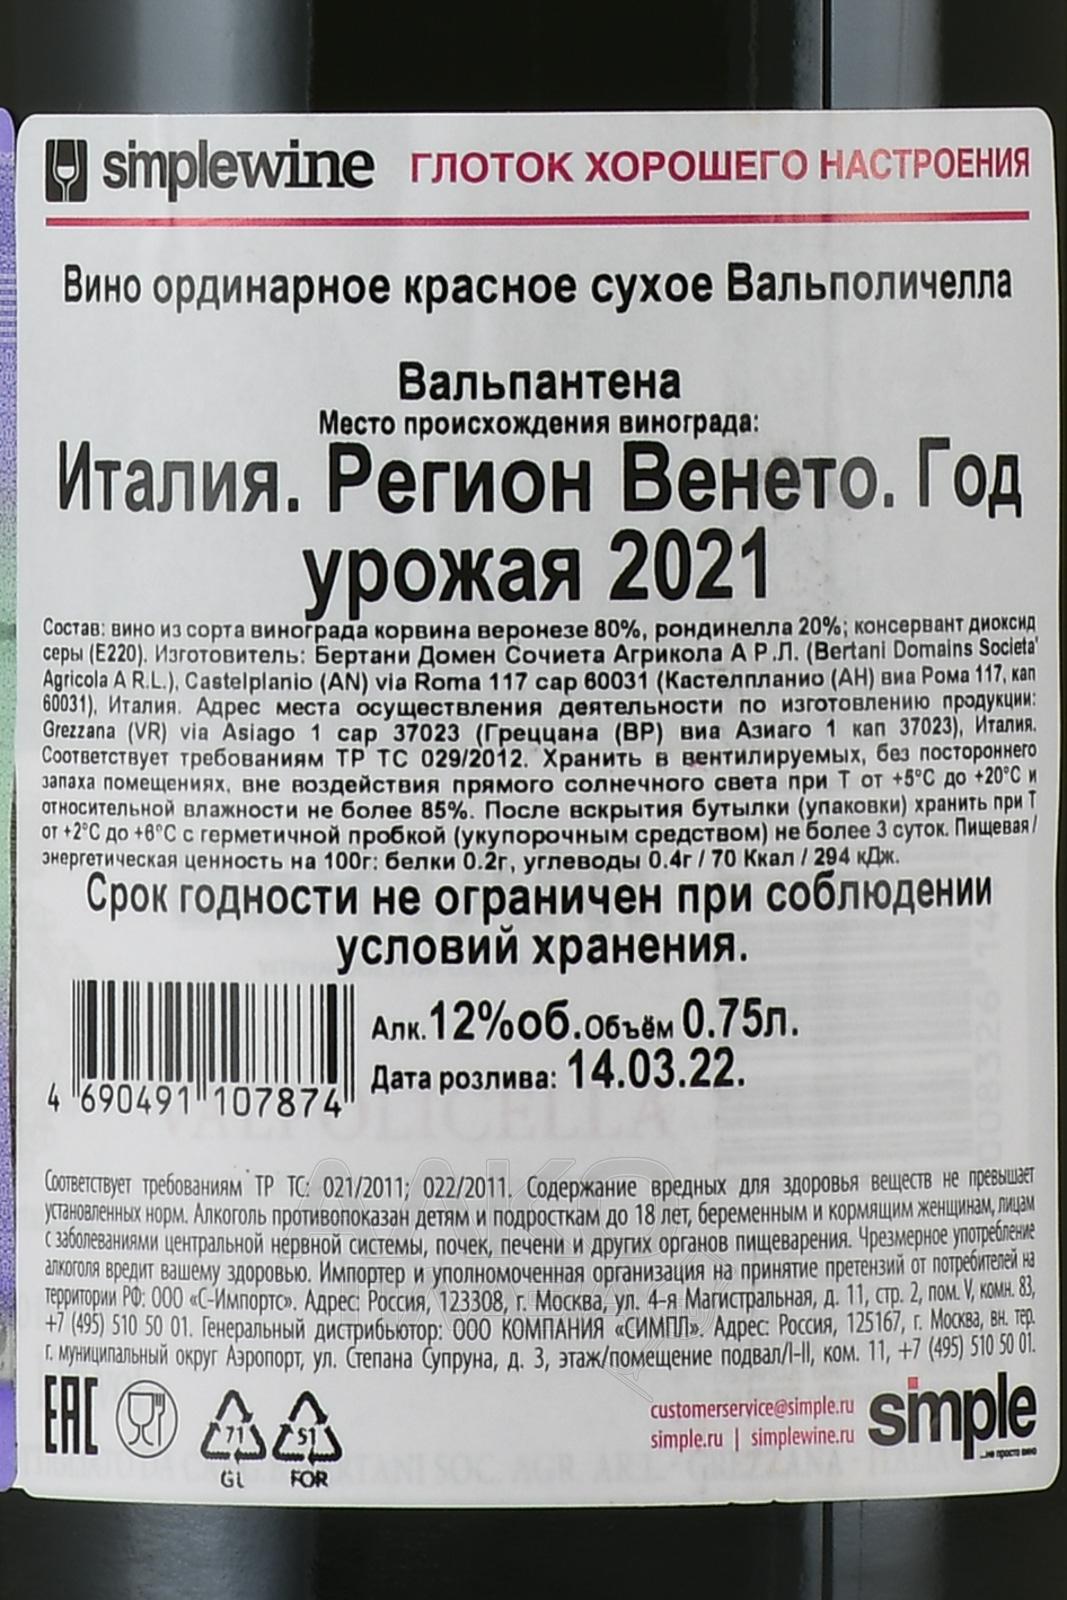 simplewine ГЛОТОК ХОРОШЕГО НАСТРОЕНИЯ
Вино ординарное красное сухое Вальполичелла
Вальпантена
Место происхождения винограда:
Италия. Регион Венето. Год
урожая 2021
Состав: вино из сорта винограда корвина веронезе 80%, рондинелла 20%; консервант диоксид
серы (Е220). Изготовитель: Бертани Домен Сочиета Агрикола А Р .Л. (Bertani Domains Societa'
Agricola A R.L.), Castelplanio (AN) via Roma 117 cap 60031 (Кастелпланио (АН) виа Рома 117, кап
60031), Италия. Адрес места осуществления деятельности по изготовлению продукции:
Grezzana (VR) via Asiago 1 cap 37023 (Греццана (ВР) виа Азиаго 1 кап 37023), Италия.
Соответствует требованиям ТР ТС 029/2012. Хранить в вентилируемых, без постороннего
запаха помещениях, вне воздействия прямого солнечного света при Т от +5°С до +20°С и
относительной влажности не более 85%. После вскрытия бутылки (упаковки) хранить при Т
от +2°С до +6°С с герметичной пробкой (укупорочным средством) не более 3 суток. Пищевая/
энергетическая ценность на 100г: белки 0.2г, углеводы 0.4г / 70 Ккал / 294 кДж.
Срок годности не ограничен при соблюдении
условий хранения.
Алк.12%об.Объём 0.75л.
Дата розлива: 14.03.22.
4 690491 107874
Соответствует требованиям ТР ТС: 021/2011; 022/2011. Содержание вредных для здоровья веществ не превышает
установленных норм. Алкоголь противопоказан детям и подросткам до 18 лет, беременным и кормящим женщинам, лицам
с заболеваниями центральной нервной системы, почек, печени и других органов пищеварения. Чрезмерное употребление
алкоголя вредит вашему здоровью. Импортер и уполномоченная организация на принятие претензий от потребителей на
территории РФ: ООО «С-Импортс». Адрес: Россия, 123308, г. Москва, ул. 4-я Магистральная, д. 11, стр. 2, пом. V, комн. 83,
+7 (495) 510 50 01. Генеральный дистрибьютор: ООО КОМПАНИЯ «СИМПЛ». Адрес: Россия, 125167, г. Москва, вн. тер.
г. муниципальный округ Аэропорт, ул. Степана Супруна, д. 3, этаж/помещение подвал/I-II, ком. 11, +7 (495) 510 50 01.
EAC
71
GL
51
FOR
customerservice@simple.ru
simple.ru | simplewine.ru
simple
...не просто вино